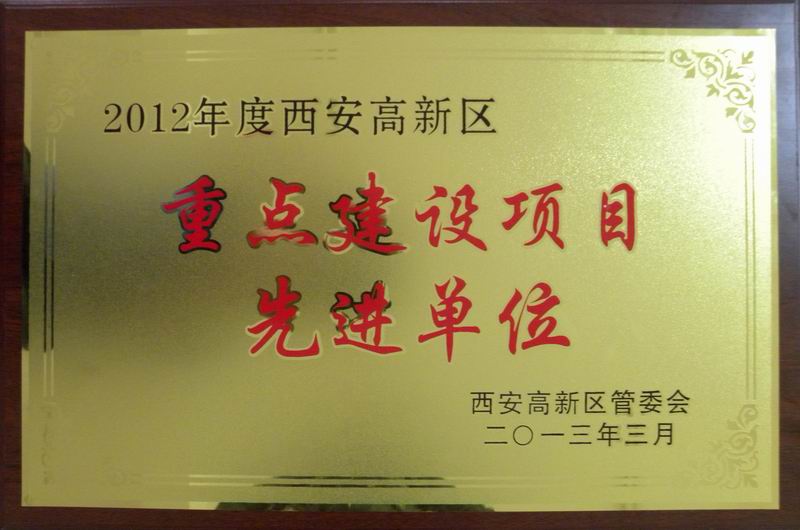 2012年度西安高新区
重点建设项目
先进单位
西安高新区管委会
二〇一三年三月